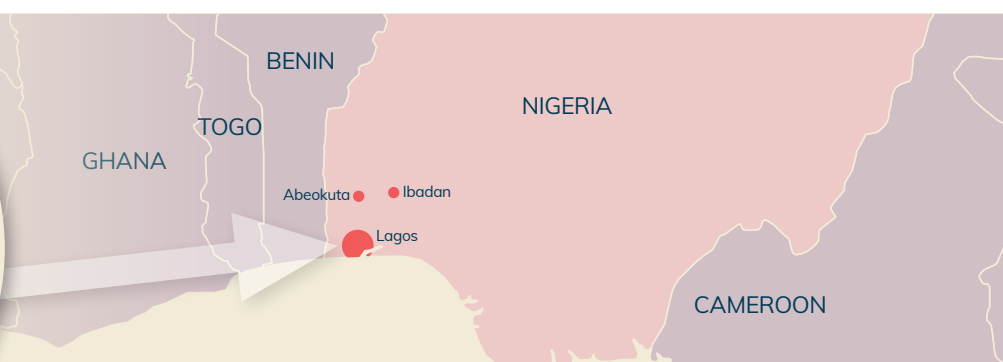 BENIN
NIGERIA
TOGO
GHANA
Abeokuta
Ibadan
Lagos
CAMEROON